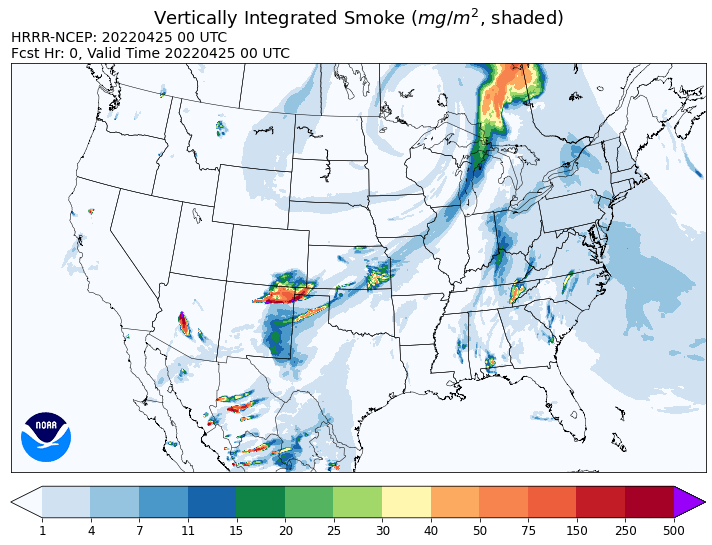 Vertically Integrated Smoke (mg/m², shaded)
HRRR-NCEP: 20220425 00 UTC
Fcst Hr: 0, Valid Time 20220425 00 UTC
NOAA
1 4 7 11 15 20 25 30 40 50 75 150 250 500